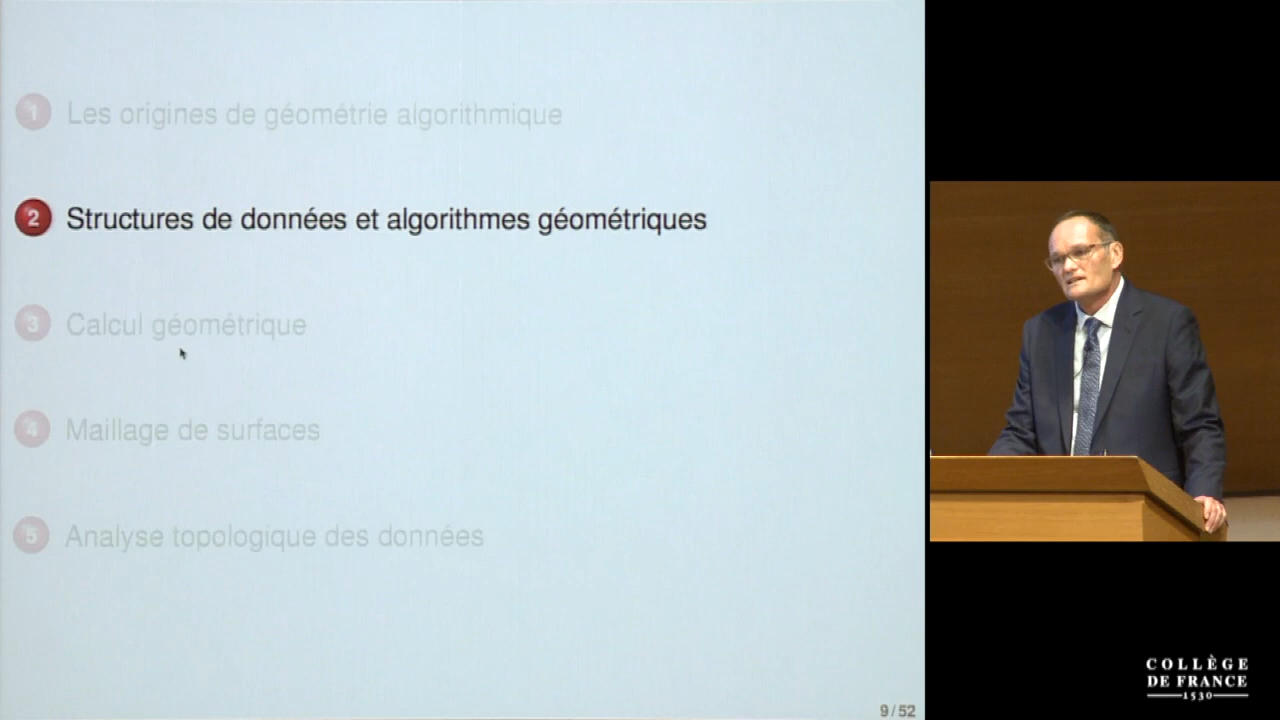 1 Les origines de géométrie algorithmique
2 Structures de données et algorithmes géométriques
3 Calcul géométrique
4 Maillage de surfaces
5 Analyse topologique des données
9 / 52
COLLÈGE
DE FRANCE
1530